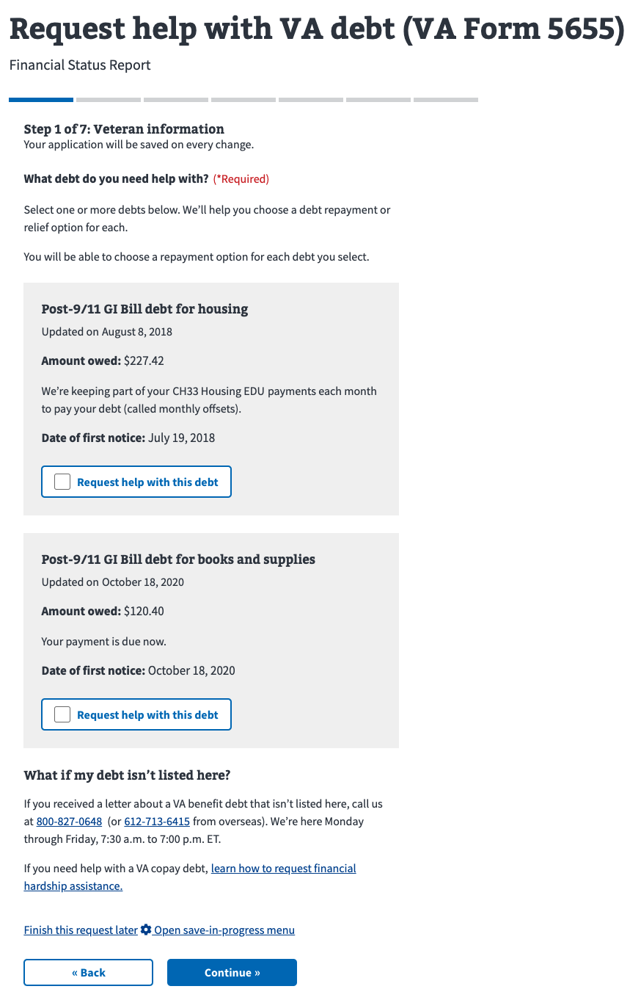 Request help with VA debt (VA Form 5655)
Financial Status Report
Step 1 of 7: Veteran information
Your application will be saved on every change.
What debt do you need help with? (*Required)
Select one or more debts below. We’ll help you choose a debt repayment or
relief option for each.
You will be able to choose a repayment option for each debt you select.
Post-9/11 GI Bill debt for housing
Updated on August 8, 2018
Amount owed: $227.42
We’re keeping part of your CH33 Housing EDU payments each month
to pay your debt (called monthly offsets).
Date of first notice: July 19, 2018
Request help with this debt
Post-9/11 GI Bill debt for books and supplies
Updated on October 18, 2020
Amount owed: $120.40
Your payment is due now.
Date of first notice: October 18, 2020
Request help with this debt
What if my debt isn’t listed here?
If you received a letter about a VA benefit debt that isn’t listed here, call us
at 800-827-0648 (or 612-713-6415 from overseas). We’re here Monday
through Friday, 7:30 a.m. to 7:00 p.m. ET.
If you need help with a VA copay debt, learn how to request financial
hardship assistance.
Finish this request later Open save-in-progress menu
« Back
Continue »